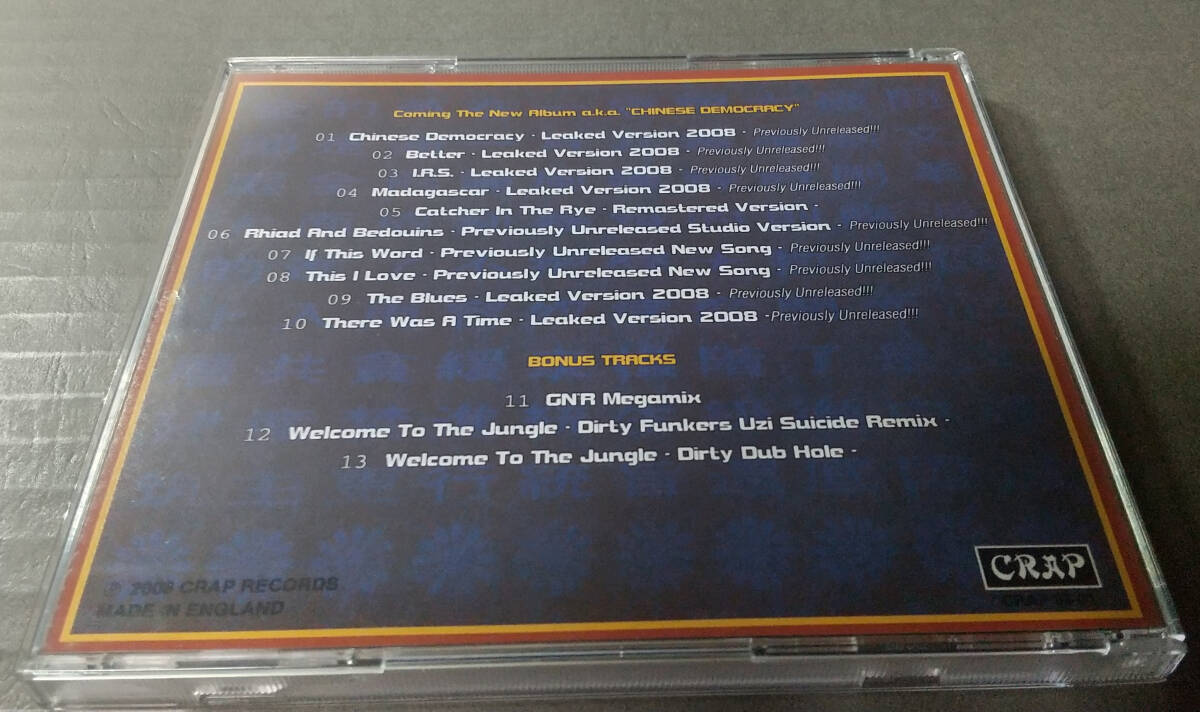 Coming The New Album a.k.a. "CHINESE DEMOCRACY"
01 Chinese Democracy - Leaked Version 2008 - Previously Unreleased!!!
02 Better - Leaked Version 2008 - Previously Unreleased!!!
03 I.R.S. - Leaked Version 2008 - Previously Unreleased!!!
04 Madagascar - Leaked Version 2008 - Previously Unreleased!!!
05 Catcher In The Rye - Remastered Version -
06 Rhiad And Bedouins - Previously Unreleased Studio Version - Previously Unreleased!!!
07 If This Word - Previously Unreleased New Song - Previously Unreleased!!!
08 This I Love - Previously Unreleased New Song - Previously Unreleased!!!
09 The Blues - Leaked Version 2008 - Previously Unreleased!!!
10 There Was A Time - Leaked Version 2008 -Previously Unreleased!!!
BONUS TRACKS
11 GN'R Megamix
12 Welcome To The Jungle - Dirty Funkers Uzi Suicide Remix -
13 Welcome To The Jungle - Dirty Dub Hole -
CRAP
℗ 2008 CRAP RECORDS
MADE IN ENGLAND